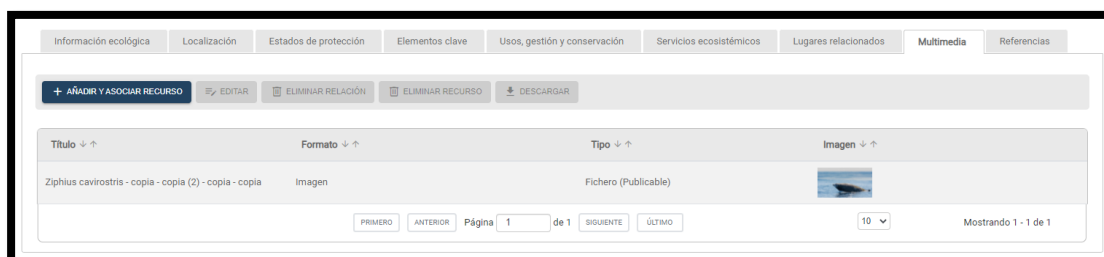 Información ecológica Localización Estados de protección Elementos clave Usos, gestión y conservación Servicios ecosistémicos Lugares relacionados Multimedia Referencias
+ AÑADIR Y ASOCIAR RECURSO EDITAR ELIMINAR RELACIÓN ELIMINAR RECURSO DESCARGAR
Título ↓ ↑ Formato ↓ ↑ Tipo ↓ ↑ Imagen ↓ ↑
Ziphius cavirostris - copia - copia (2) - copia - copia Imagen Fichero (Publicable)
PRIMERO ANTERIOR Página 1 de 1 SIGUIENTE ÚLTIMO 10 Mostrando 1 - 1 de 1